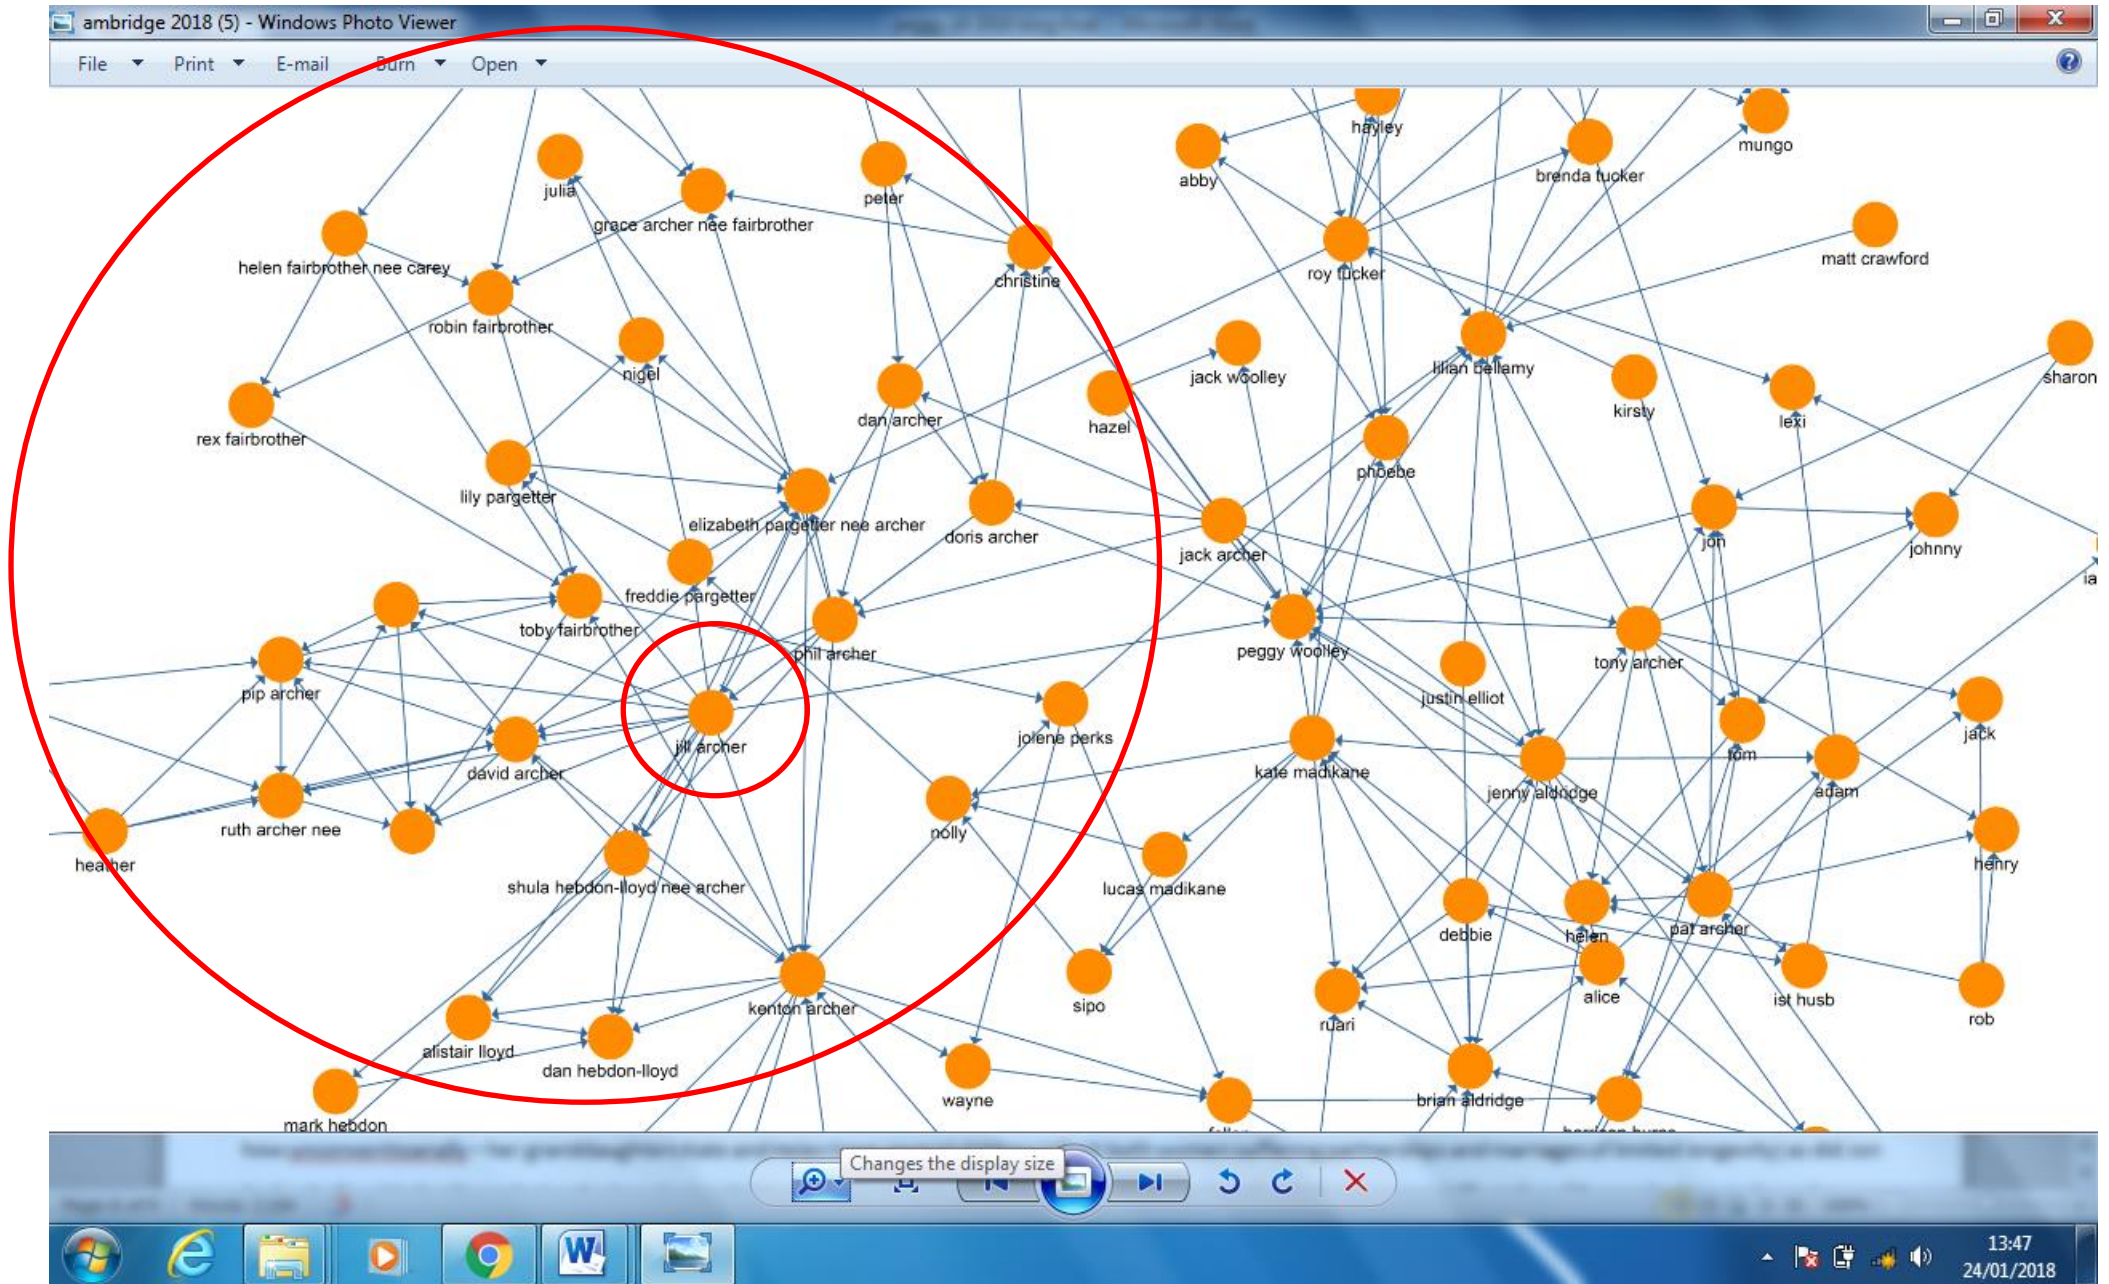 ambridge 2018 (5) - Windows Photo Viewer
File Print E-mail Burn Open
hayley
mungo
julia
abby
brenda tucker
peter
grace archer nee fairbrother
matt crawford
helen fairbrother nee carey
roy tucker
christine
robin fairbrother
nigel
jack woolley
lilian bellamy
sharon
kirsty
lexi
dan archer
hazel
rex fairbrother
phoebe
lily pargetter
elizabeth pargetter nee archer
doris archer
jack archer
jon
johnny
ia
freddie pargetter
toby fairbrother
phil archer
peggy woolley
tony archer
pip archer
justin elliot
jack
jill archer
jolene perks
tom
david archer
kate madikane
jenny aldridge
adam
ruth archer nee
nolly
heather
henry
shula hebdon-lloyd nee archer
lucas madikane
debbie
helen
pat archer
alice
ist husb
kenton archer
sipo
ruari
rob
alistair lloyd
dan hebdon-lloyd
wayne
brian aldridge
mark hebdon
Changes the display size
13:47
24/01/2018